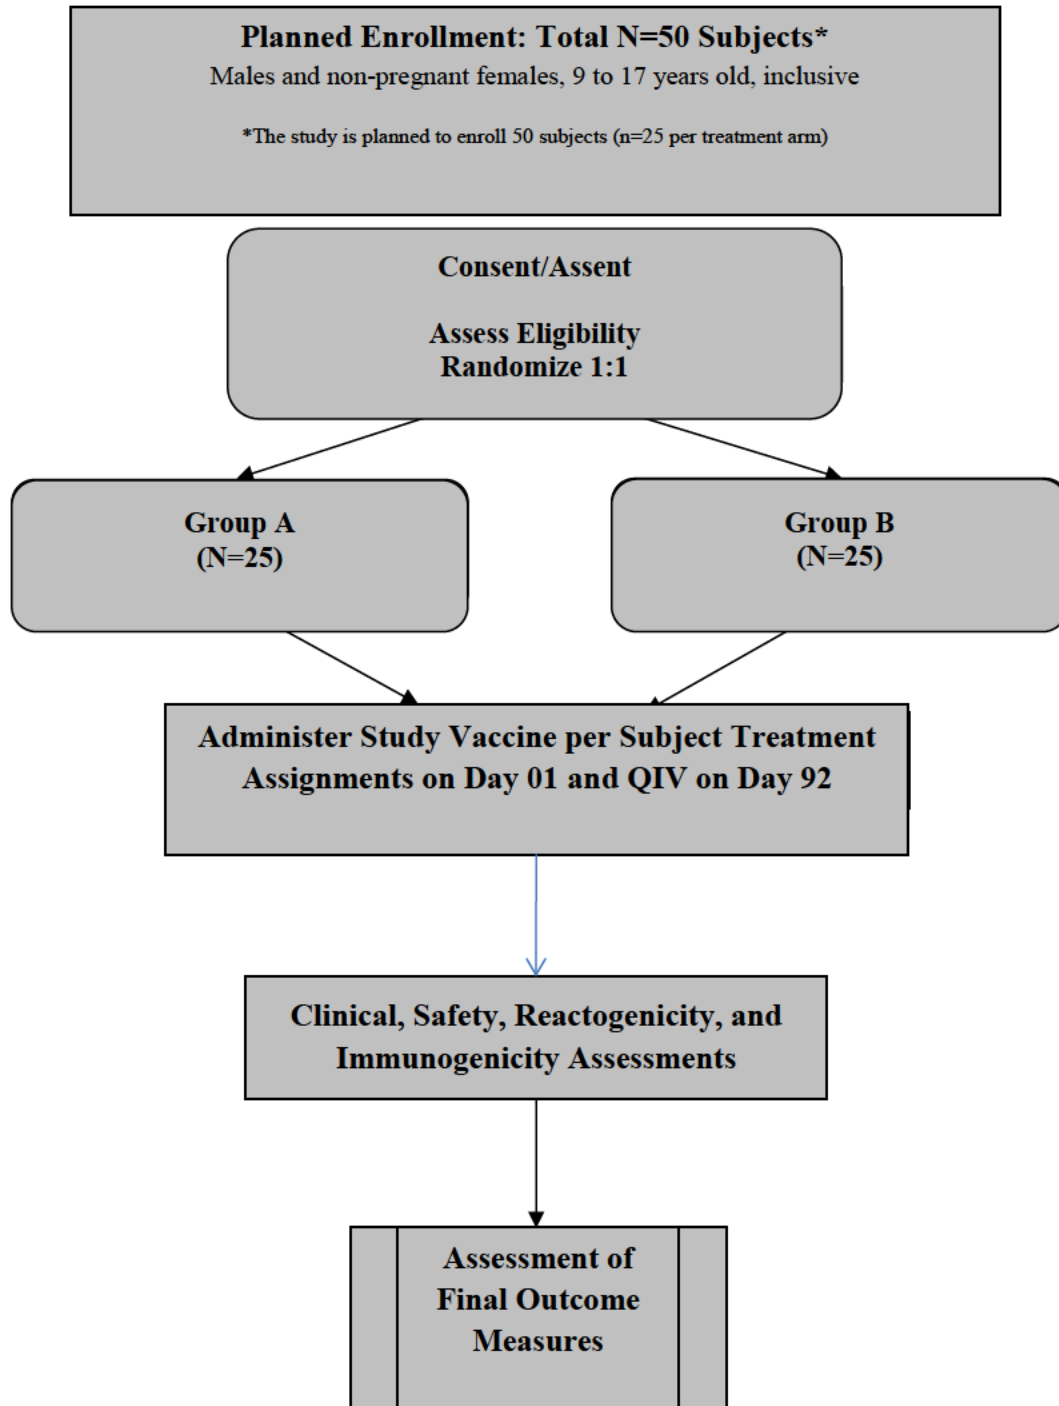 Planned Enrollment: Total N=50 Subjects*
Males and non-pregnant females, 9 to 17 years old, inclusive
*The study is planned to enroll 50 subjects (n=25 per treatment arm)
Consent/Assent
Assess Eligibility
Randomize 1:1
Group A
(N=25)
Group B
(N=25)
Administer Study Vaccine per Subject Treatment
Assignments on Day 01 and QIV on Day 92
Clinical, Safety, Reactogenicity, and
Immunogenicity Assessments
Assessment of
Final Outcome
Measures